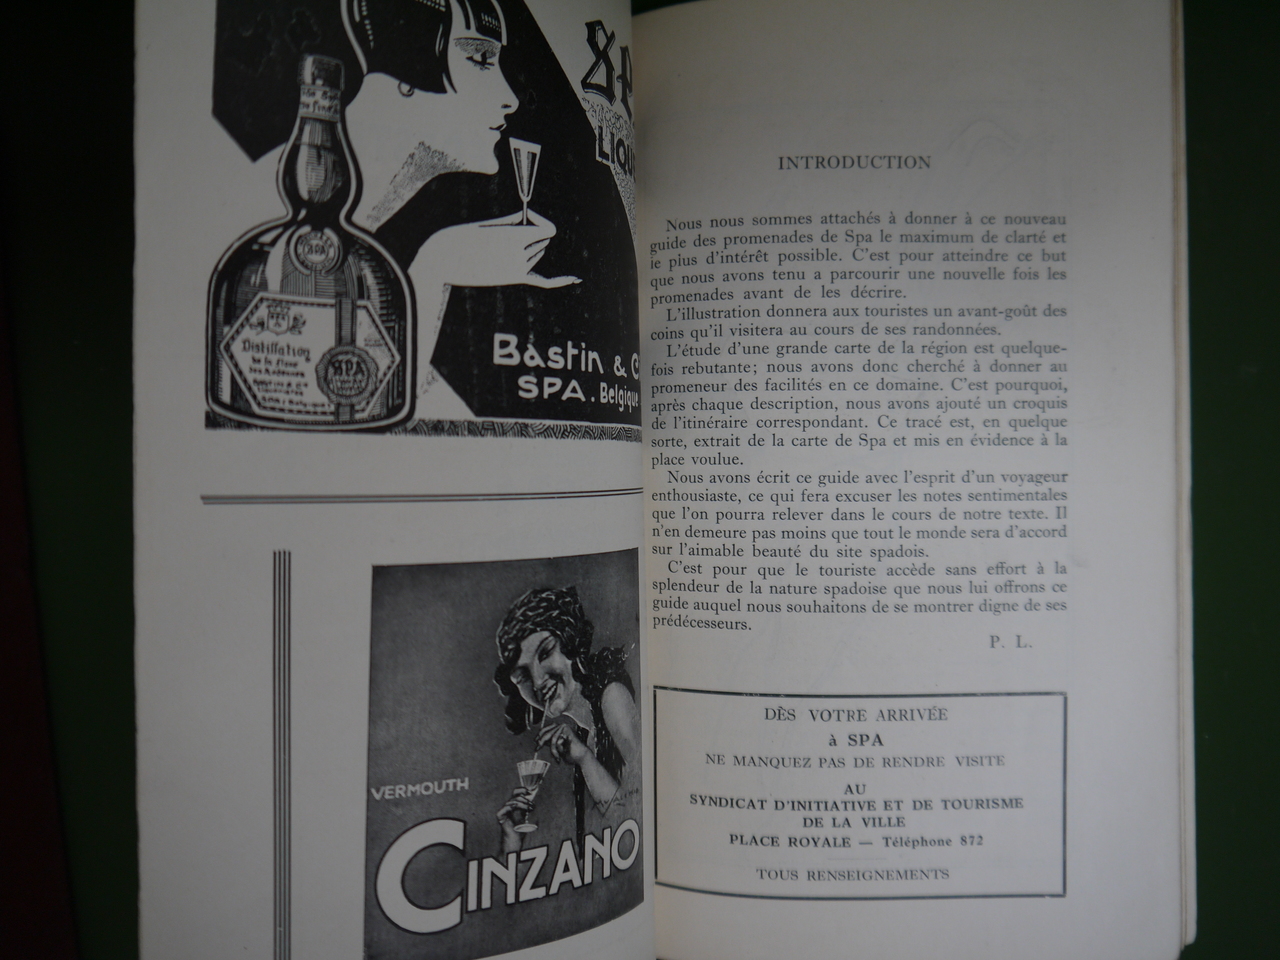 SP
LIQU
SPA
Distillation
de la Fleur
des Ardennes
Bastin & Cie
SPA
Bastin & C
SPA. Belgique
VERMOUTH
CINZANO
INTRODUCTION
Nous nous sommes attachés à donner à ce nouveau
guide des promenades de Spa le maximum de clarté et
le plus d'intérêt possible. C'est pour atteindre ce but
que nous avons tenu a parcourir une nouvelle fois les
promenades avant de les décrire.
L'illustration donnera aux touristes un avant-goût des
coins qu'il visitera au cours de ses randonnées.
L'étude d'une grande carte de la région est quelque-
fois rebutante; nous avons donc cherché à donner au
promeneur des facilités en ce domaine. C'est pourquoi,
après chaque description, nous avons ajouté un croquis
de l'itinéraire correspondant. Ce tracé est, en quelque
sorte, extrait de la carte de Spa et mis en évidence à la
place voulue.
Nous avons écrit ce guide avec l'esprit d'un voyageur
enthousiaste, ce qui fera excuser les notes sentimentales
que l'on pourra relever dans le cours de notre texte. Il
n'en demeure pas moins que tout le monde sera d'accord
sur l'aimable beauté du site spadois.
C'est pour que le touriste accède sans effort à la
splendeur de la nature spadoise que nous lui offrons ce
guide auquel nous souhaitons de se montrer digne de ses
prédécesseurs.
P. L.
DÈS VOTRE ARRIVÉE
à SPA
NE MANQUEZ PAS DE RENDRE VISITE
AU
SYNDICAT D'INITIATIVE ET DE TOURISME
DE LA VILLE
PLACE ROYALE — Téléphone 872
TOUS RENSEIGNEMENTS